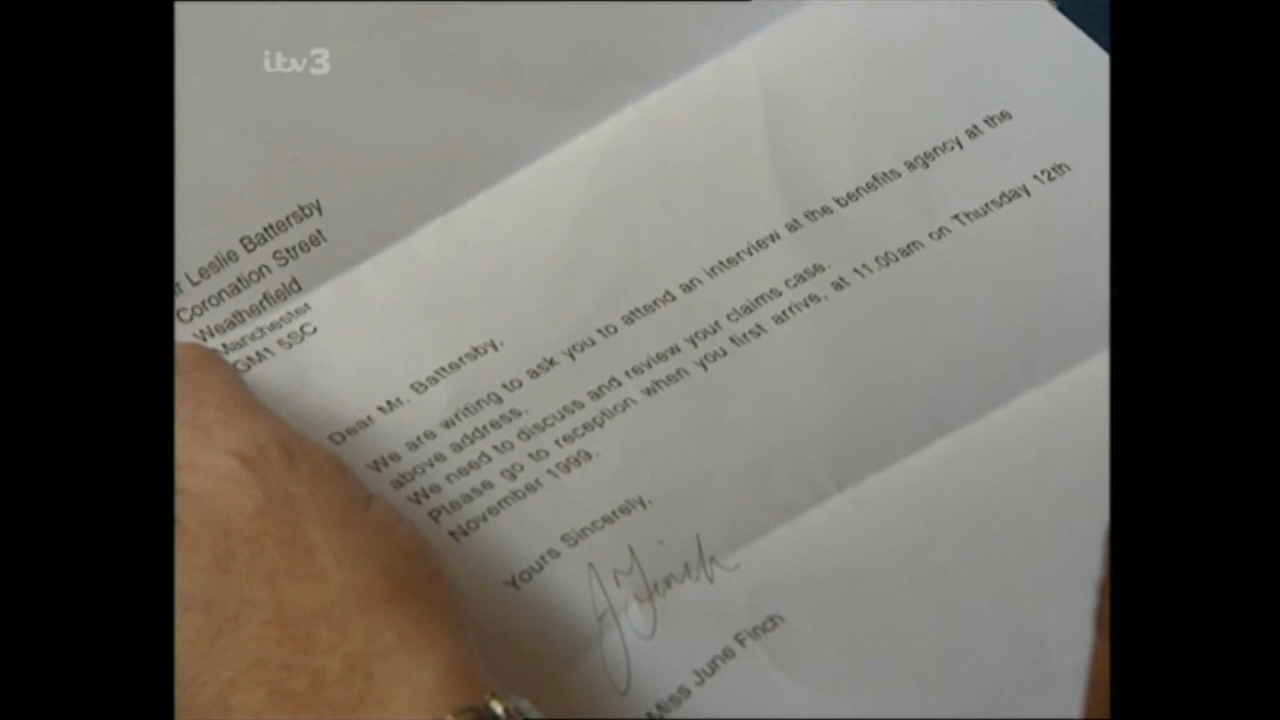 itv3
r Leslie Battersby
Coronation Street
Weatherfield
Manchester
GM1 5SC
Dear Mr. Battersby,
We are writing to ask you to attend an interview at the benefits agency at the
above address.
We need to discuss and review your claims case.
Please go to reception when you first arrive, at 11.00am on Thursday 12th
November 1999.
Yours Sincerely,
J Finch
Miss June Finch